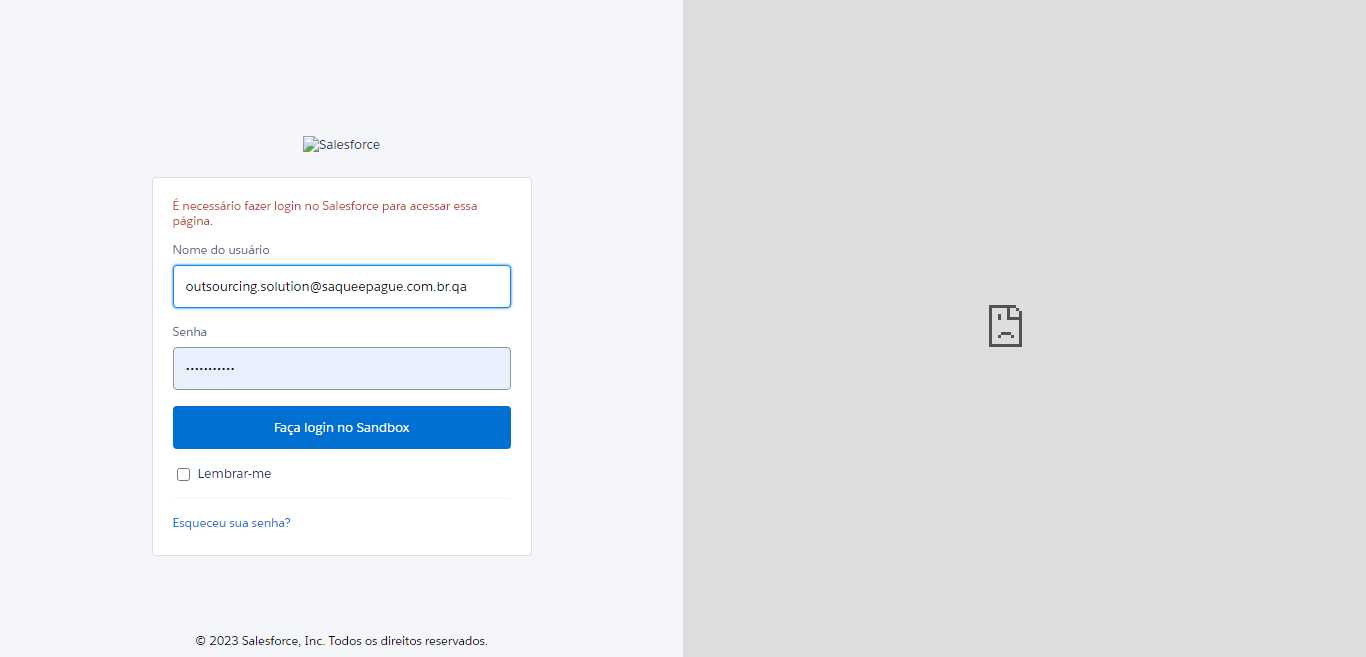 Salesforce
É necessário fazer login no Salesforce para acessar essa
página.
Nome do usuário
outsourcing.solution@saqueepague.com.br.qa
Senha
···········
Faça login no Sandbox
Lembrar-me
Esqueceu sua senha?
© 2023 Salesforce, Inc. Todos os direitos reservados.